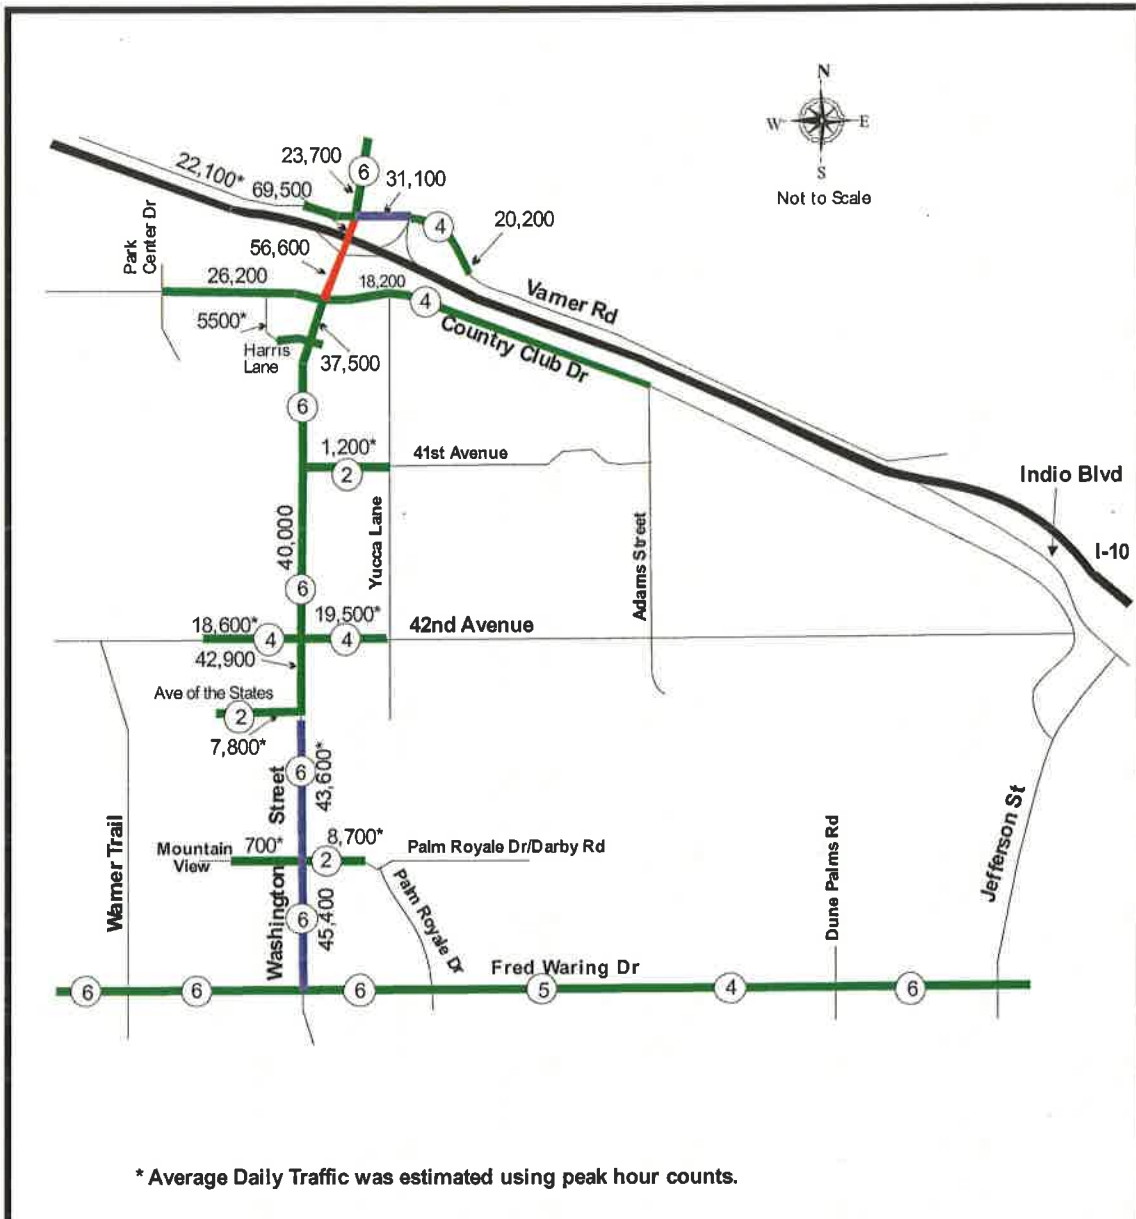 N
W
E
S
Not to Scale
22,100*
23,700
6
31,100
69,500
4
20,200
Park
Center Dr
56,600
26,200
18,200
4
Varner Rd
Country Club Dr
5500*
Harris
Lane
37,500
6
1,200*
2
41st Avenue
Indio Blvd
I-10
40,000
Yucca Lane
Adams Street
6
18,600*
4
19,500*
4
42nd Avenue
42,900
Ave of the States
2
7,800*
6
43,600*
Washington Street
Mountain
View
700*
8,700*
2
Palm Royale Dr/Darby Rd
Palm Royale Dr
Warner Trail
6
45,400
Dune Palms Rd
Jefferson St
Fred Waring Dr
6
6
6
5
4
6
* Average Daily Traffic was estimated using peak hour counts.